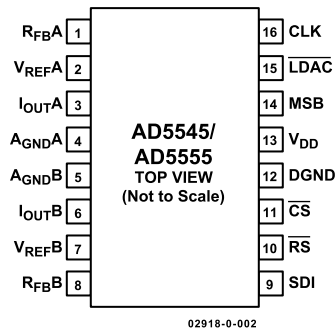 RFBA 1
VREFA 2
IOUTA 3
AGNDA 4
AGNDB 5
IOUTB 6
VREFB 7
RFBB 8
AD5545/
AD5555
TOP VIEW
(Not to Scale)
16 CLK
15 LDAC
14 MSB
13 VDD
12 DGND
11 CS
10 RS
9 SDI
02918-0-002